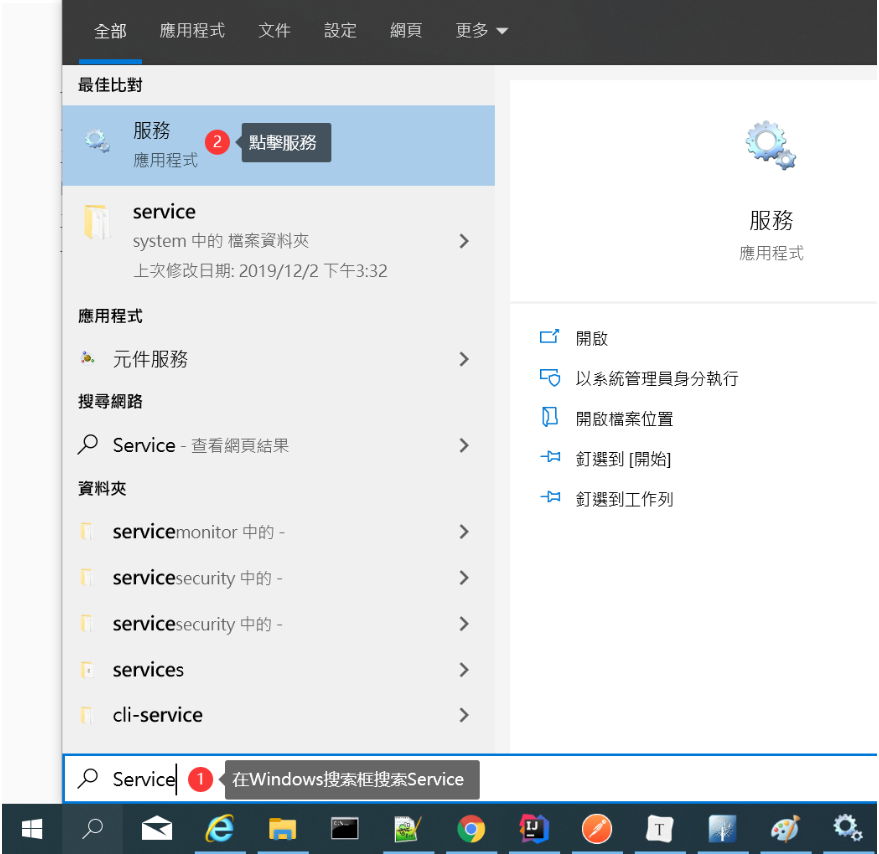 全部 應用程式 文件 設定 網頁 更多
最佳比對
服務
應用程式
2 點擊服務
service
system 中的 檔案資料夾
上次修改日期: 2019/12/2 下午3:32
應用程式
元件服務
搜尋網路
Service - 查看網頁結果
資料夾
servicemonitor 中的 -
servicesecurity 中的 -
servicesecurity 中的 -
services
cli-service
服務
應用程式
開啟
以系統管理員身分執行
開啟檔案位置
釘選到 [開始]
釘選到工作列
Service 1 在Windows搜索框搜索Service
IJ
T